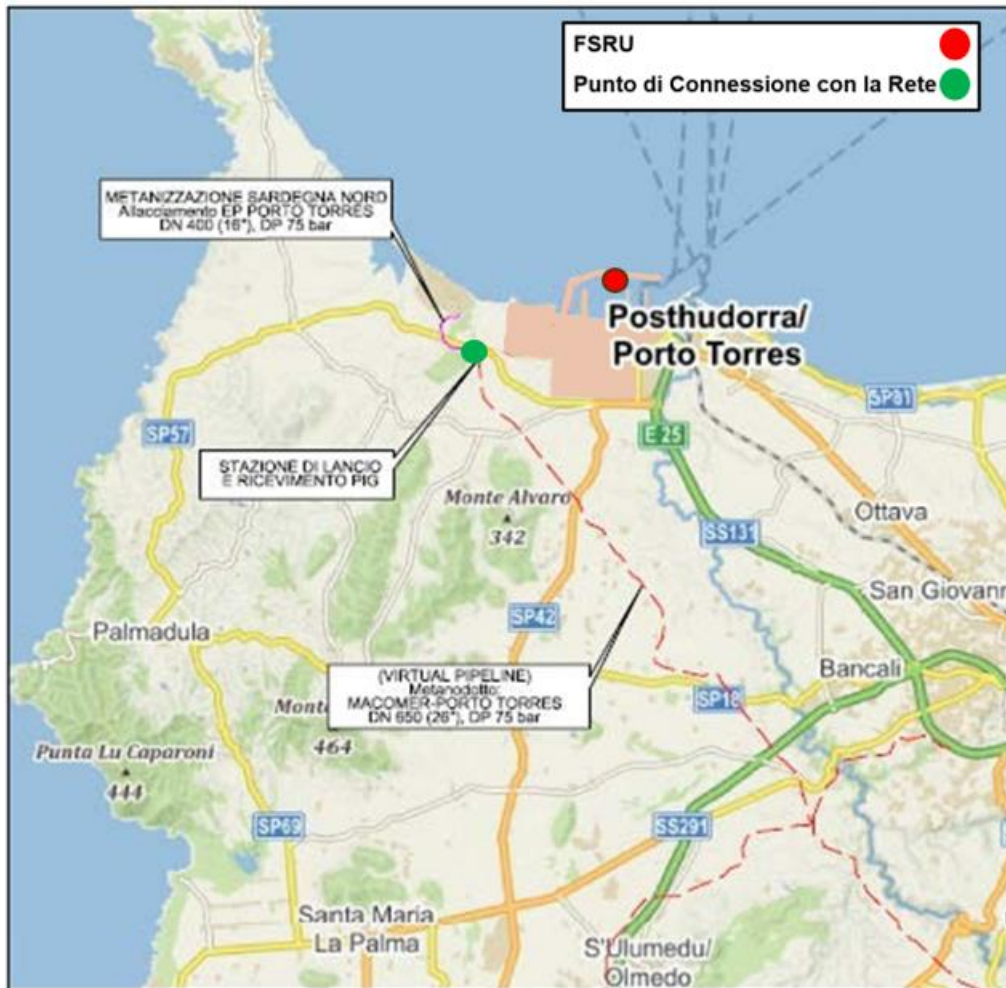 FSRU
Punto di Connessione con la Rete
METANIZZAZIONE SARDEGNA NORD
Allacciamento EP PORTO TORRES
DN 400 (16"), DP 75 bar
Posthudorra/
Porto Torres
SP81
SP57
E 25
STAZIONE DI LANCIO
E RICEVIMENTO PIG
Monte Alvaro
342
Ottava
SS131
San Giovann
SP42
Palmadula
Bancali
(VIRTUAL PIPELINE)
Metanodotto:
MACOMER-PORTO TORRES
DN 650 (26"), DP 75 bar
SP18
Mont
464
Punta Lu Caparoni
444
SP69
SS291
Santa Maria
La Palma
S'Ulumedu/
Olmedo